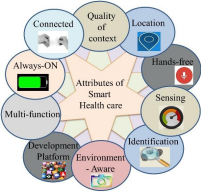 Quality
of
context
Location
Hands-free
Sensing
Identification
Environment
- Aware
Development
Platform
Multi-function
Always-ON
Connected
Attributes of
Smart
Health care